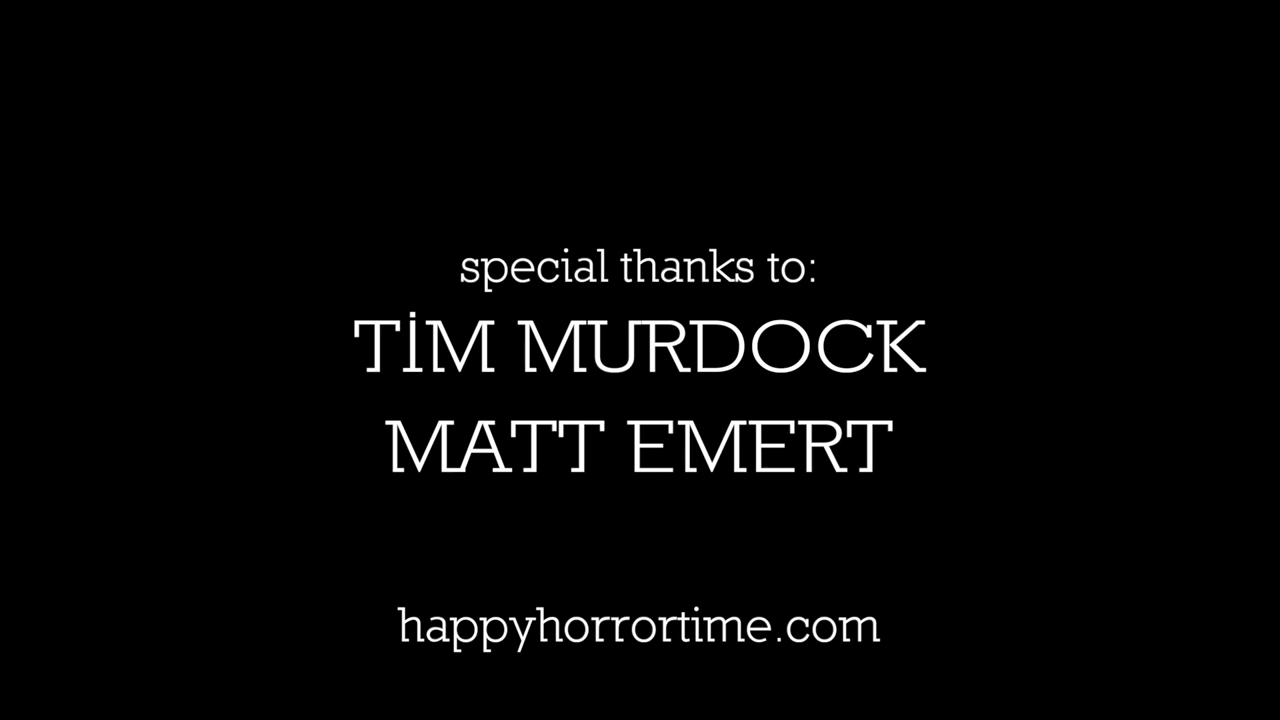 special thanks to:
TİM MURDOCK
MATT EMERT
happyhorrortime.com